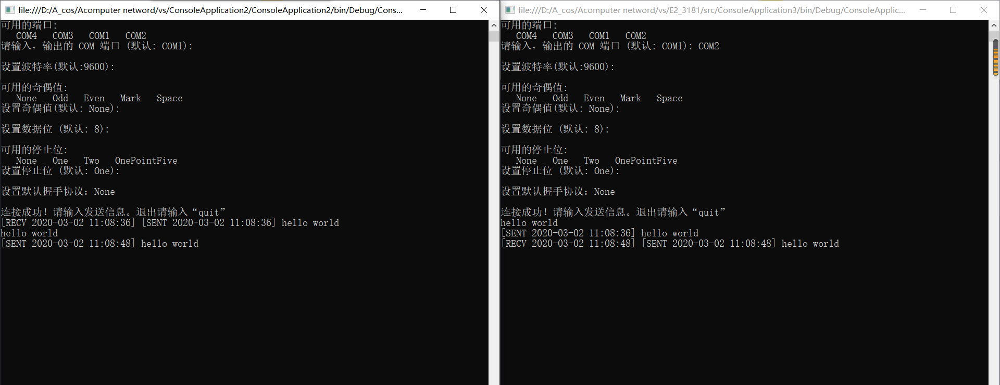 file:///D:/A_cos/Acomputer netword/vs/ConsoleApplication2/ConsoleApplication2/bin/Debug/Cons...
可用的端口:
COM4 COM3 COM1 COM2
请输入，输出的 COM 端口 (默认: COM1):
设置波特率(默认:9600):
可用的奇偶值:
None Odd Even Mark Space
设置奇偶值(默认: None):
设置数据位 (默认: 8):
可用的停止位:
None One Two OnePointFive
设置停止位 (默认: One):
设置默认握手协议: None
连接成功! 请输入发送信息。退出请输入“quit”
[RECV 2020-03-02 11:08:36] [SENT 2020-03-02 11:08:36] hello world
hello world
[SENT 2020-03-02 11:08:48] hello world
file:///D:/A_cos/Acomputer netword/vs/E2_3181/src/ConsoleApplication3/bin/Debug/ConsoleApplic...
可用的端口:
COM4 COM3 COM1 COM2
请输入，输出的 COM 端口 (默认: COM1): COM2
设置波特率(默认:9600):
可用的奇偶值:
None Odd Even Mark Space
设置奇偶值(默认: None):
设置数据位 (默认: 8):
可用的停止位:
None One Two OnePointFive
设置停止位 (默认: One):
设置默认握手协议: None
连接成功! 请输入发送信息。退出请输入“quit”
hello world
[SENT 2020-03-02 11:08:36] hello world
[RECV 2020-03-02 11:08:48] [SENT 2020-03-02 11:08:48] hello world